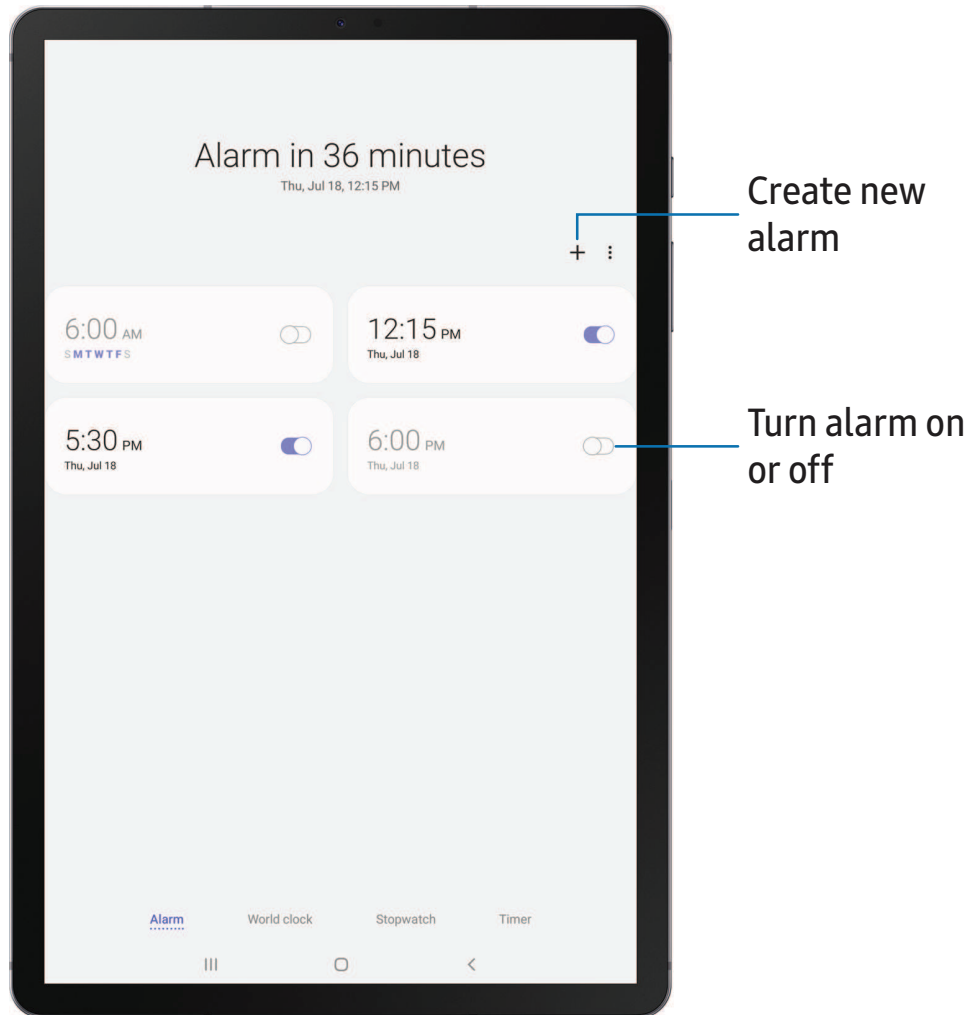 Alarm in 36 minutes
Thu, Jul 18, 12:15 PM
Create new
alarm
6:00 AM
SMTWTFS
12:15 PM
Thu, Jul 18
5:30 PM
Thu, Jul 18
6:00 PM
Thu, Jul 18
Turn alarm on
or off
Alarm World clock Stopwatch Timer